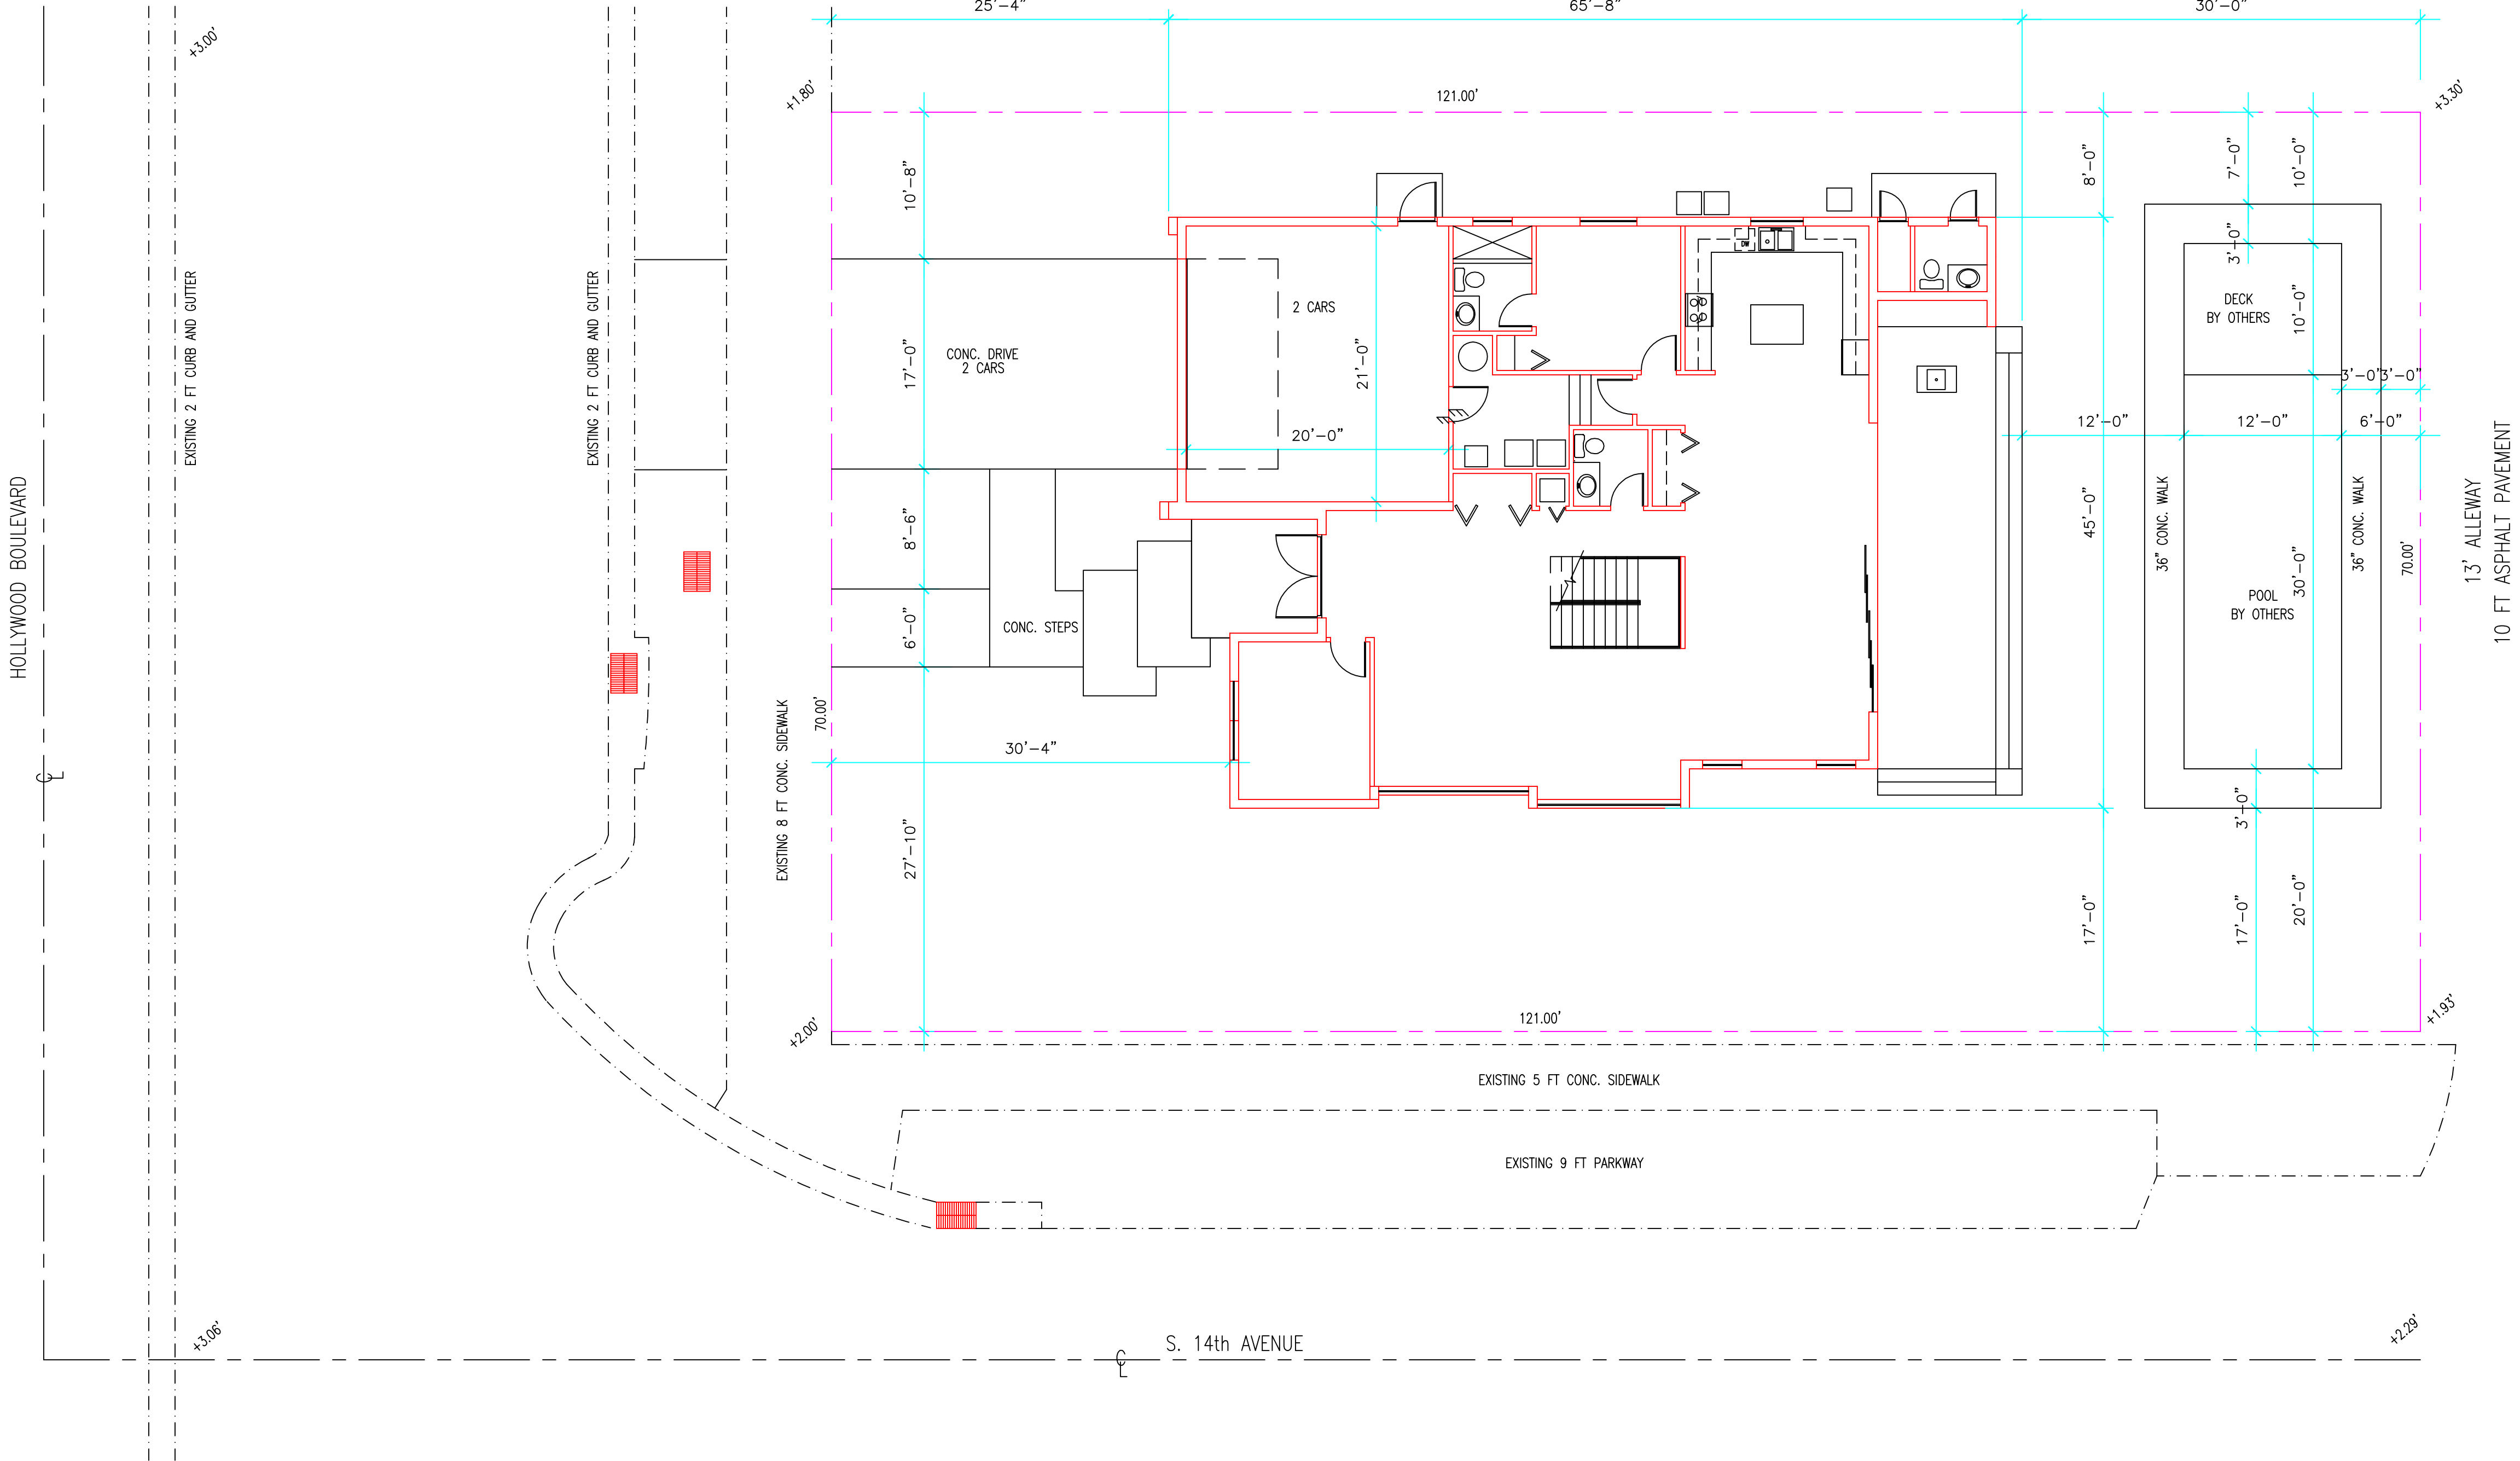 25'-4"
65'-8"
30'-0"
+3.00'
+1.80'
121.00'
+3.30'
10'-8"
8'-0"
7'-0"
10'-0"
3'-0"
DW
EXISTING 2 FT CURB AND GUTTER
EXISTING 2 FT CURB AND GUTTER
2 CARS
CONC. DRIVE
2 CARS
17'-0"
21'-0"
20'-0"
DECK
BY OTHERS
10'-0"
3'-0"
3'-0"
12'-0"
12'-0"
6'-0"
HOLLYWOOD BOULEVARD
8'-6"
45'-0"
36" CONC. WALK
36" CONC. WALK
70.00'
13' ALLEWAY
10 FT ASPHALT PAVEMENT
POOL
BY OTHERS
30'-0"
6'-0"
CONC. STEPS
EXISTING 8 FT CONC. SIDEWALK
70.00'
30'-4"
CL
27'-10"
3'-0"
17'-0"
17'-0"
20'-0"
+2.00'
121.00'
+1.93'
EXISTING 5 FT CONC. SIDEWALK
EXISTING 9 FT PARKWAY
+3.06'
S. 14th AVENUE
CL
+2.29'